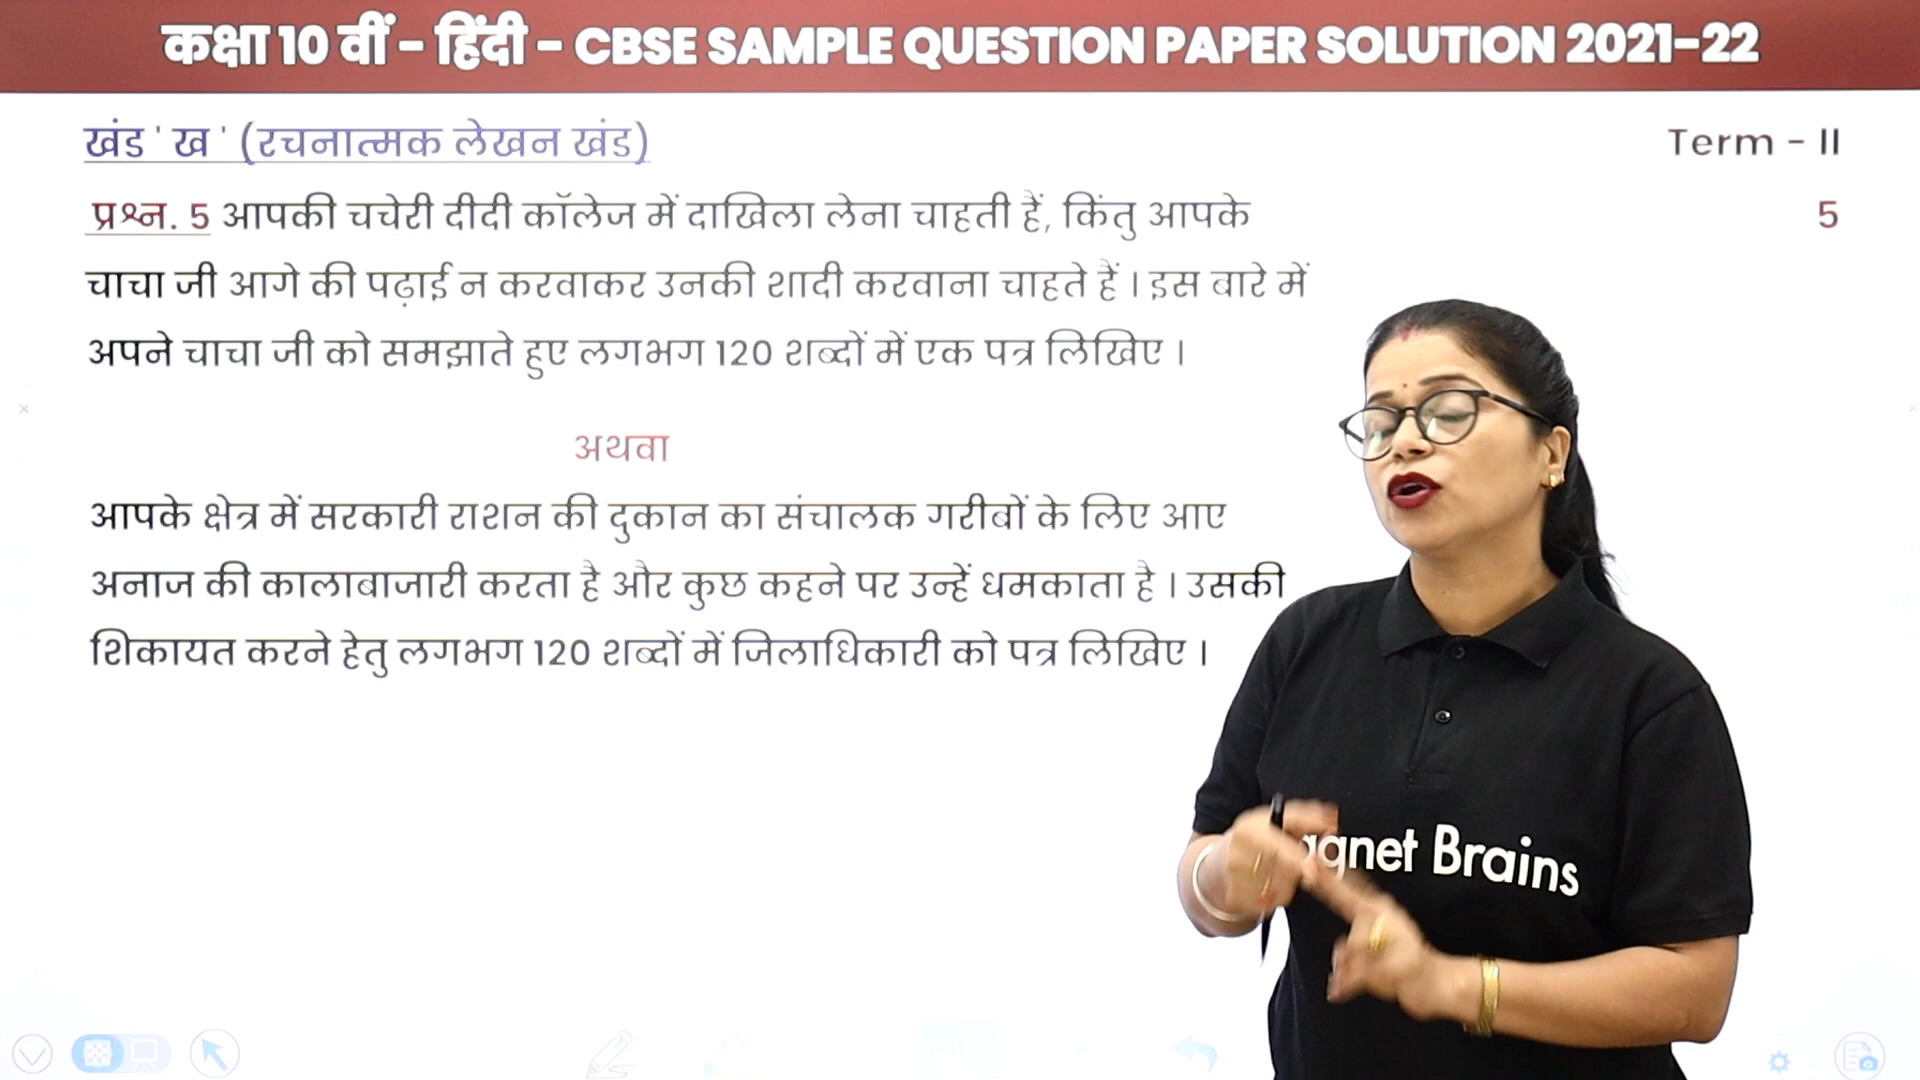 कक्षा 10 वीं - हिंदी - CBSE SAMPLE QUESTION PAPER SOLUTION 2021-22
खंड ' ख ' (रचनात्मक लेखन खंड)
Term - II
प्रश्न. 5 आपकी चचेरी दीदी कॉलेज में दाखिला लेना चाहती हैं, किंतु आपके
5
चाचा जी आगे की पढ़ाई न करवाकर उनकी शादी करवाना चाहते हैं । इस बारे में
अपने चाचा जी को समझाते हुए लगभग 120 शब्दों में एक पत्र लिखिए ।
अथवा
आपके क्षेत्र में सरकारी राशन की दुकान का संचालक गरीबों के लिए आए
अनाज की कालाबाजारी करता है और कुछ कहने पर उन्हें धमकाता है । उसकी
शिकायत करने हेतु लगभग 120 शब्दों में जिलाधिकारी को पत्र लिखिए ।
Brains